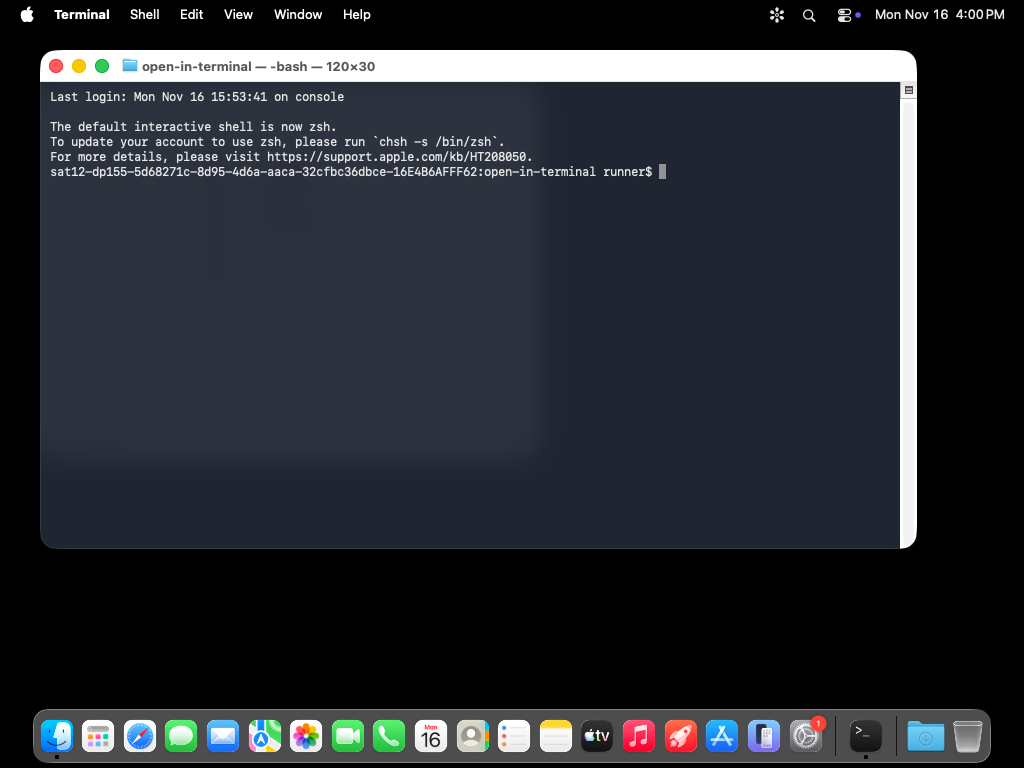 Terminal Shell Edit View Window Help Mon Nov 16 4:00 PM
open-in-terminal — -bash — 120×30
Last login: Mon Nov 16 15:53:41 on console
The default interactive shell is now zsh.
To update your account to use zsh, please run `chsh -s /bin/zsh`.
For more details, please visit https://support.apple.com/kb/HT208050.
sat12-dp155-5d68271c-8d95-4d6a-aaca-32cfbc36dbce-16E4B6AFFF62:open-in-terminal runner$
Mon
16
tv
1
>_